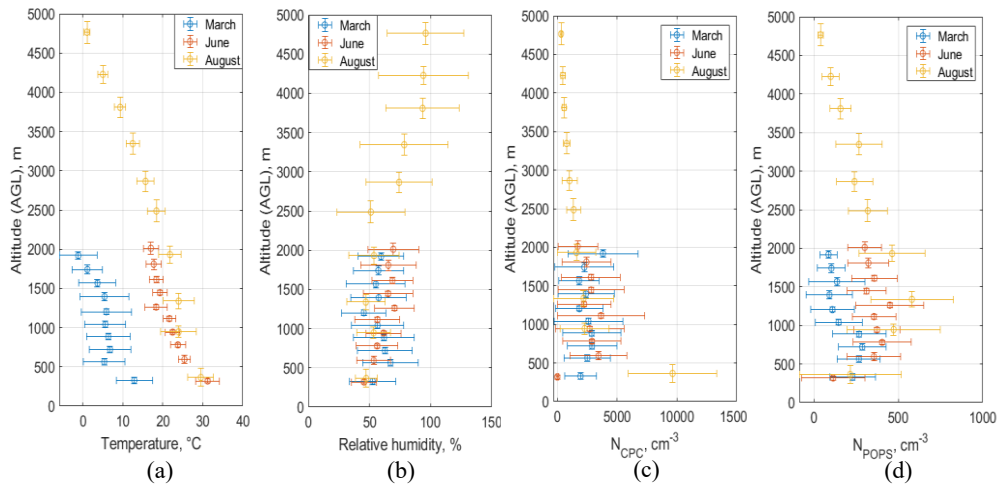 5000
4500
4000
3500
3000
2500
2000
1500
1000
500
0
Altitude (AGL), m
0
10
20
30
40
Temperature, °C
March
June
August
(a)
5000
4500
4000
3500
3000
2500
2000
1500
1000
500
0
Altitude (AGL), m
0
50
100
150
Relative humidity, %
March
June
August
(b)
5000
4500
4000
3500
3000
2500
2000
1500
1000
500
0
Altitude (AGL), m
0
5000
10000
15000
N_CPC, cm^-3
March
June
August
(c)
5000
4500
4000
3500
3000
2500
2000
1500
1000
500
0
Altitude (AGL), m
0
500
1000
N_POPS, cm^-3
March
June
August
(d)